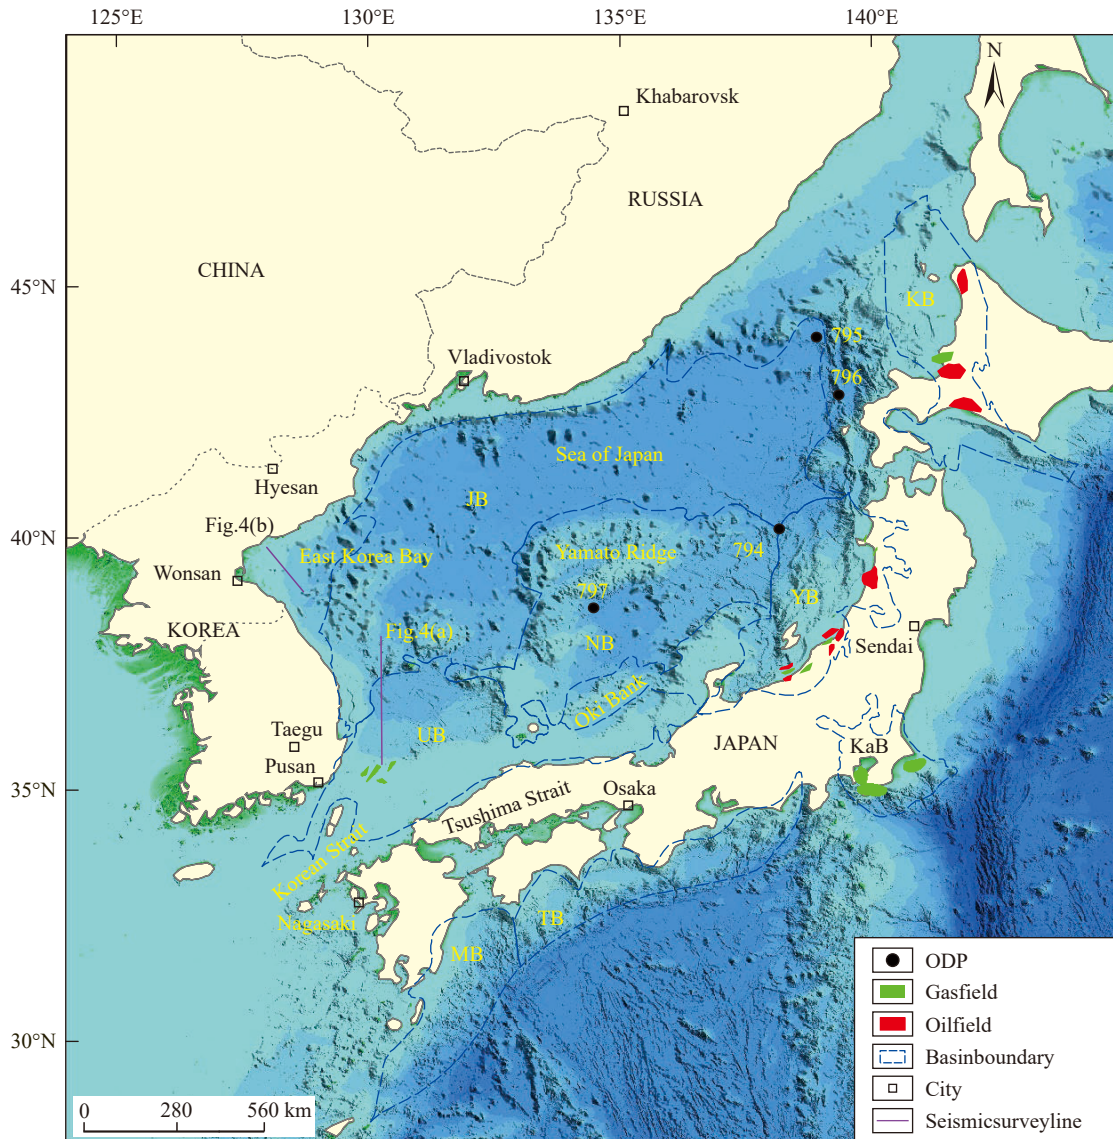 125°E
130°E
135°E
140°E
N
Khabarovsk
RUSSIA
CHINA
45°N
KB
795
Vladivostok
796
Sea of Japan
Hyesan
JB
Fig.4(b)
40°N
East Korea Bay
Yamato Ridge
794
Wonsan
797
YB
KOREA
Fig.4(a)
NB
Sendai
Oki Bank
Taegu
UB
JAPAN
KaB
Pusan
35°N
Tsushima Strait
Osaka
Korean Strait
Nagasaki
TB
MB
30°N
ODP
Gasfield
Oilfield
Basinboundary
City
Seismicsurveyline
0 280 560 km